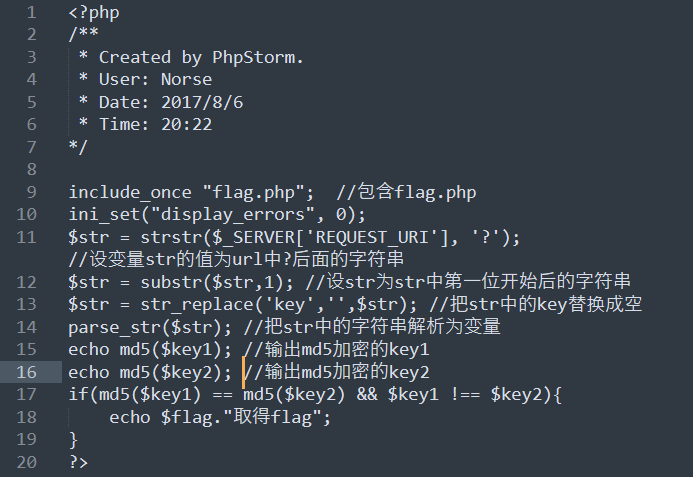 1 <?php
2 /**
3  * Created by PhpStorm.
4  * User: Norse
5  * Date: 2017/8/6
6  * Time: 20:22
7 */
8
9 include_once "flag.php";  //包含flag.php
10 ini_set("display_errors", 0);
11 $str = strstr($_SERVER['REQUEST_URI'], '?');
//设变量str的值为url中?后面的字符串
12 $str = substr($str,1); //设str为str中第一位开始后的字符串
13 $str = str_replace('key','',$str); //把str中的key替换成空
14 parse_str($str); //把str中的字符串解析为变量
15 echo md5($key1); //输出md5加密的key1
16 echo md5($key2); //输出md5加密的key2
17 if(md5($key1) == md5($key2) && $key1 !== $key2){
18     echo $flag."取得flag";
19 }
20 ?>